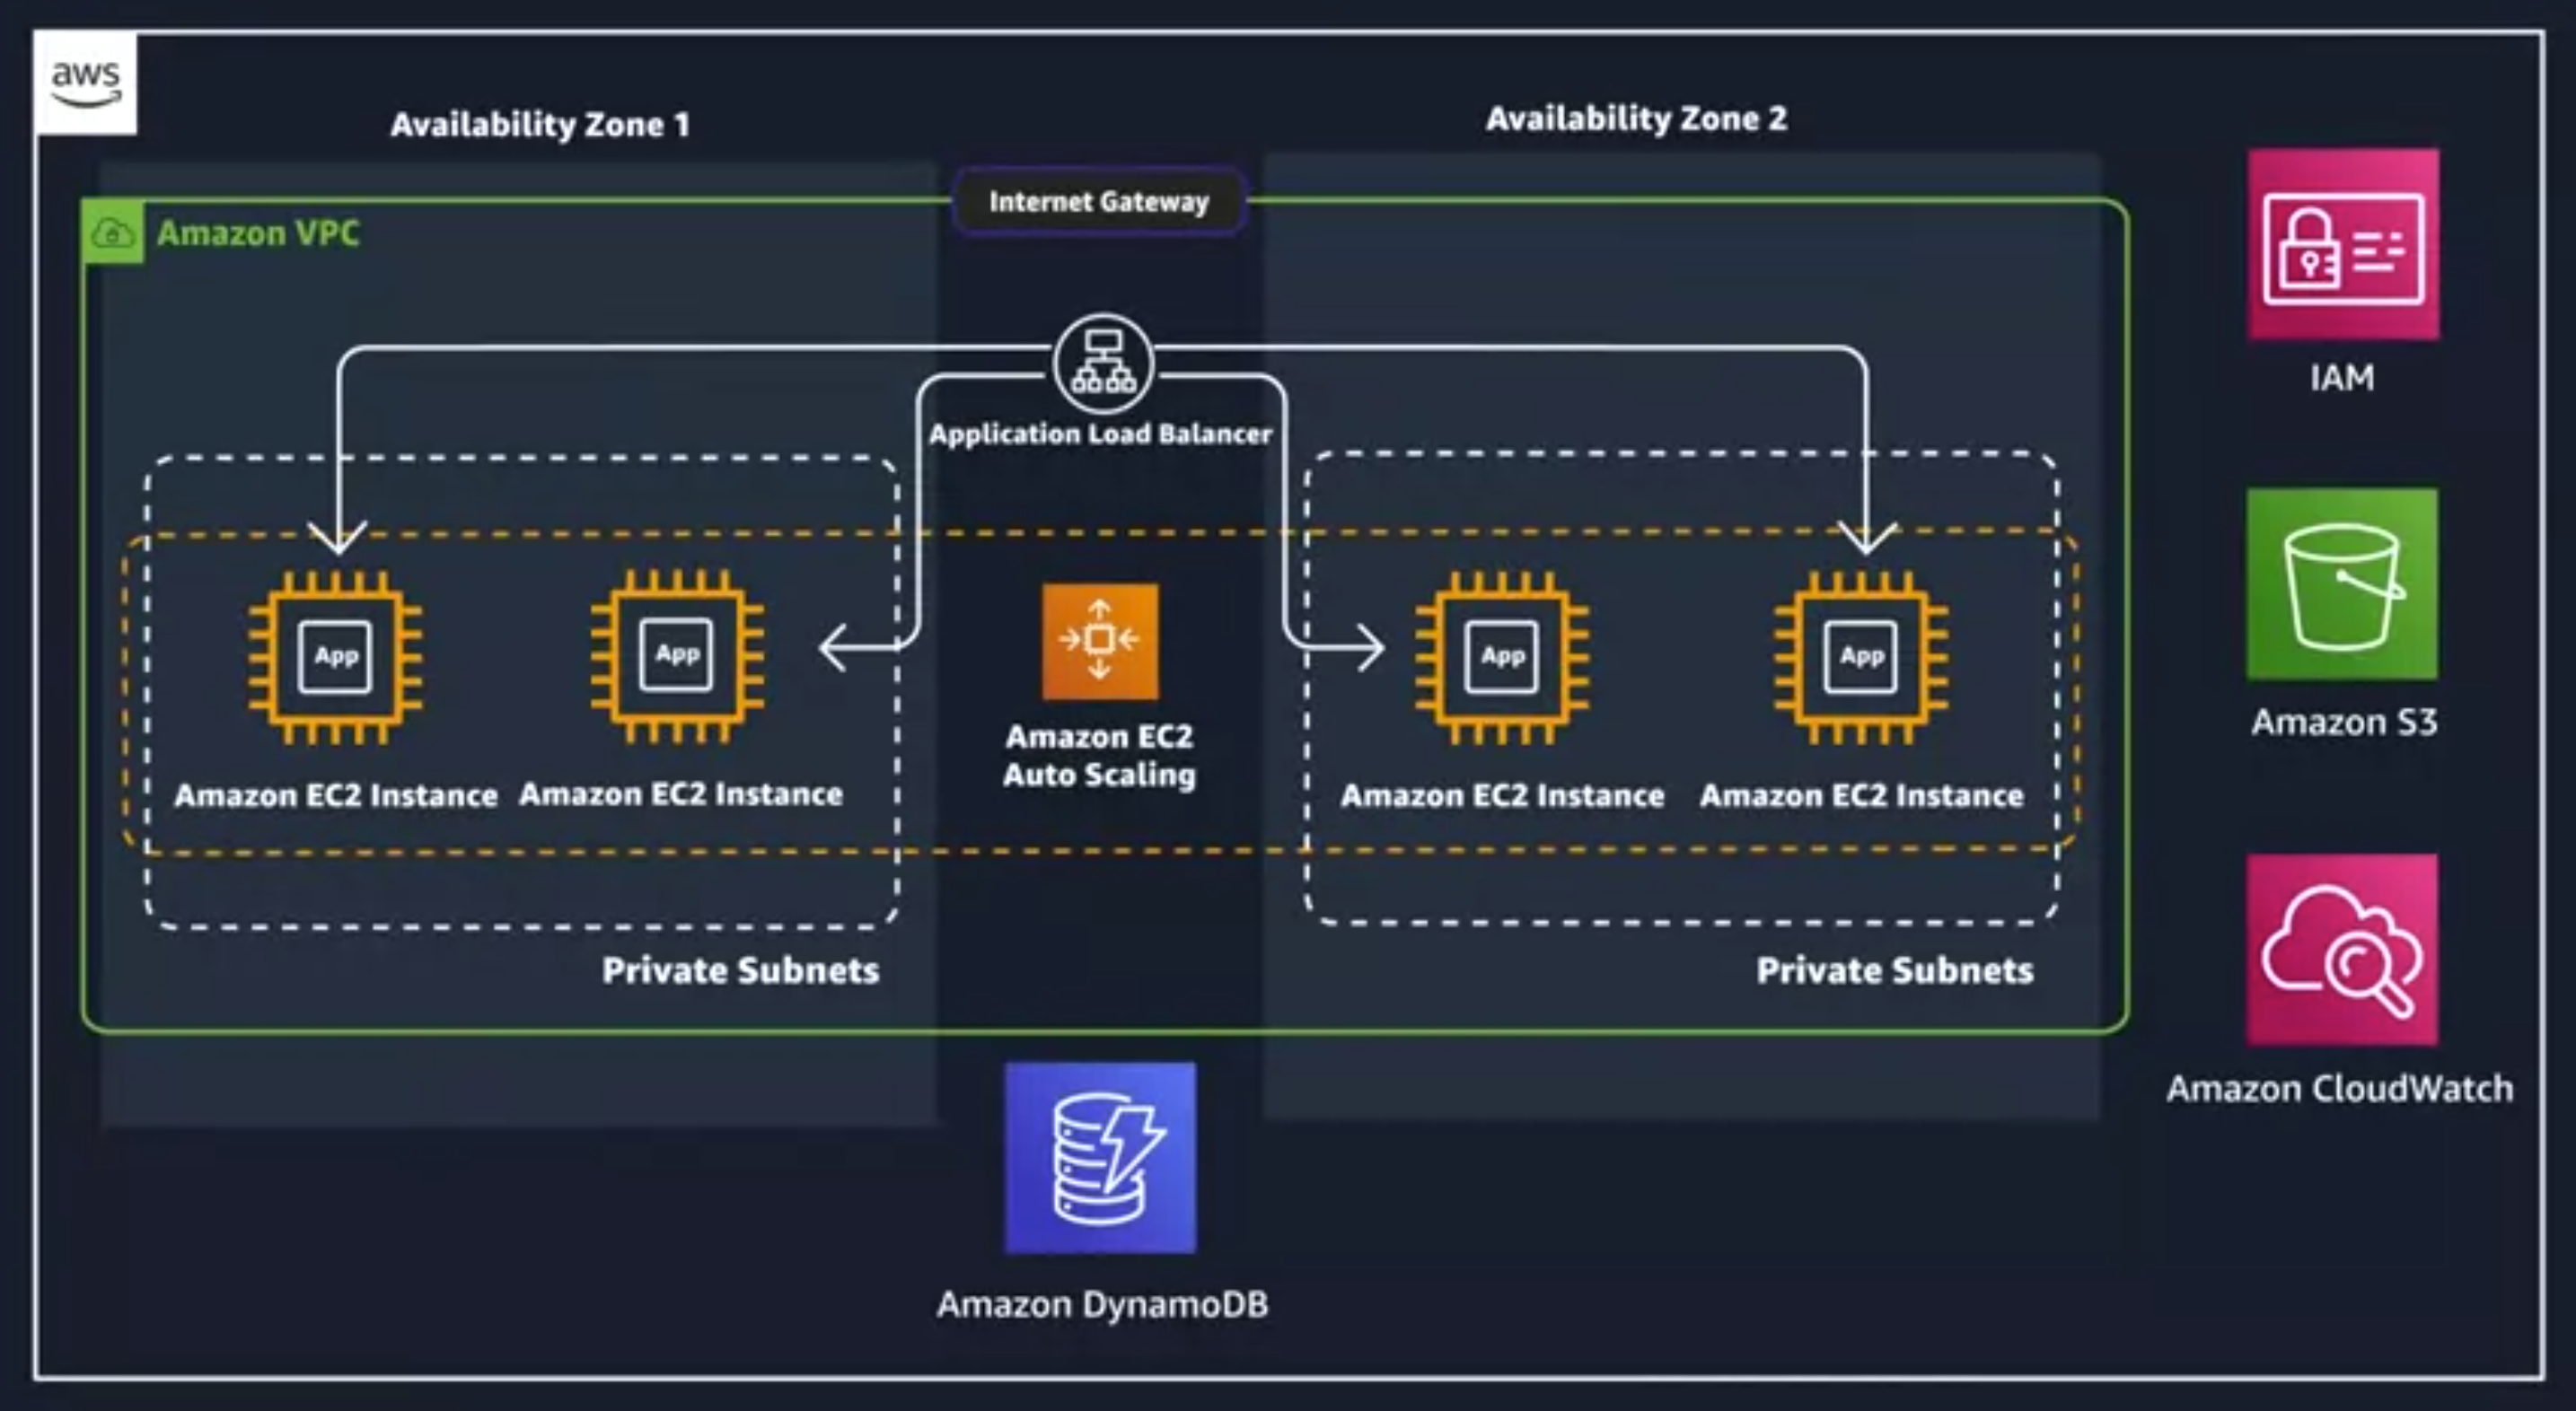 aws
Availability Zone 1
Availability Zone 2
Internet Gateway
Amazon VPC
IAM
Application Load Balancer
App
App
App
App
Amazon S3
Amazon EC2
Auto Scaling
Amazon EC2 Instance
Amazon EC2 Instance
Amazon EC2 Instance
Amazon EC2 Instance
Private Subnets
Private Subnets
Amazon CloudWatch
Amazon DynamoDB